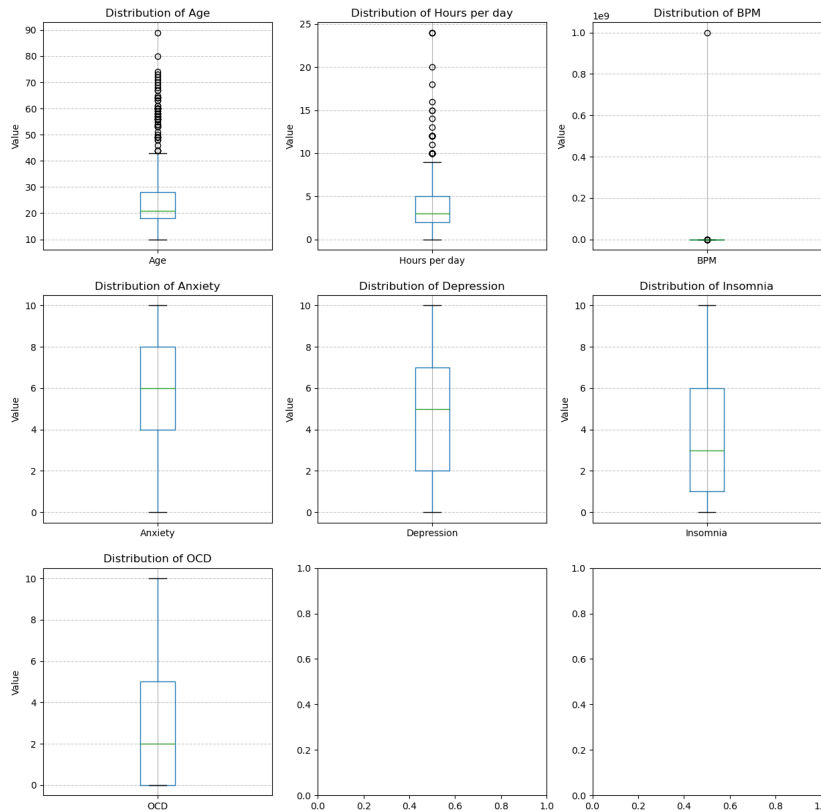 Distribution of Age
Value
90
80
70
60
50
40
30
20
10
Age
Distribution of Hours per day
Value
25
20
15
10
5
0
Hours per day
Distribution of BPM
1e9
Value
1.0
0.8
0.6
0.4
0.2
0.0
BPM
Distribution of Anxiety
Value
10
8
6
4
2
0
Anxiety
Distribution of Depression
Value
10
8
6
4
2
0
Depression
Distribution of Insomnia
Value
10
8
6
4
2
0
Insomnia
Distribution of OCD
Value
10
8
6
4
2
0
OCD
1.0
0.8
0.6
0.4
0.2
0.0
0.0 0.2 0.4 0.6 0.8 1.0
1.0
0.8
0.6
0.4
0.2
0.0
0.0 0.2 0.4 0.6 0.8 1.0